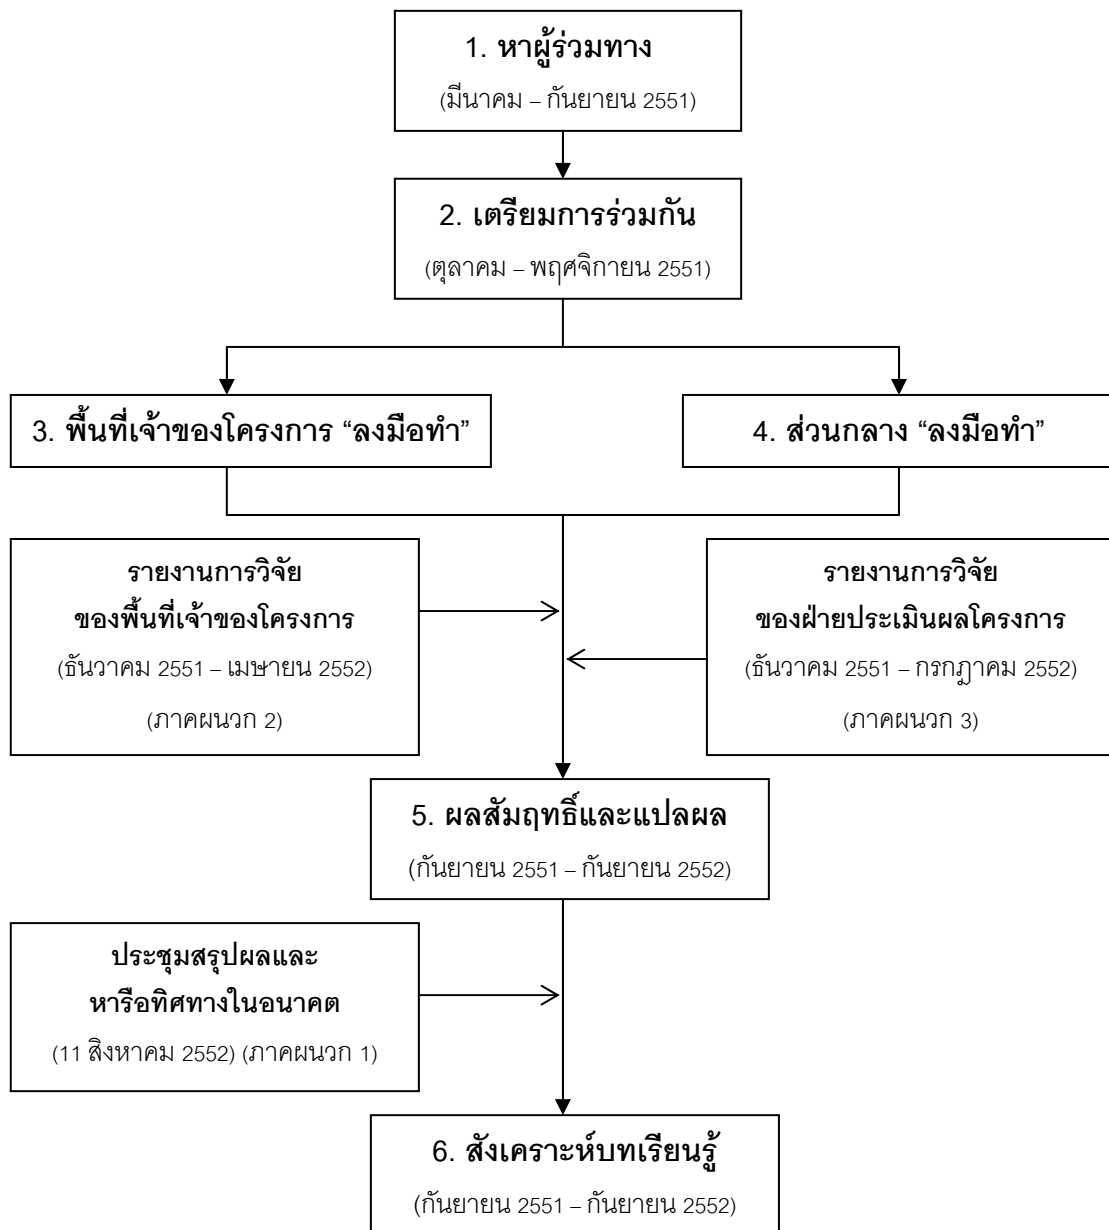 1. หาผู้ร่วมทาง
(มีนาคม – กันยายน 2551)
2. เตรียมการร่วมกัน
(ตุลาคม – พฤศจิกายน 2551)
3. พื้นที่เจ้าของโครงการ “ลงมือทำ”
4. ส่วนกลาง “ลงมือทำ”
รายงานการวิจัย
ของพื้นที่เจ้าของโครงการ
(ธันวาคม 2551 – เมษายน 2552)
(ภาคผนวก 2)
รายงานการวิจัย
ของฝ่ายประเมินผลโครงการ
(ธันวาคม 2551 – กรกฎาคม 2552)
(ภาคผนวก 3)
5. ผลสัมฤทธิ์และแปลผล
(กันยายน 2551 – กันยายน 2552)
ประชุมสรุปผลและ
หารือทิศทางในอนาคต
(11 สิงหาคม 2552) (ภาคผนวก 1)
6. สังเคราะห์บทเรียนรู้
(กันยายน 2551 – กันยายน 2552)